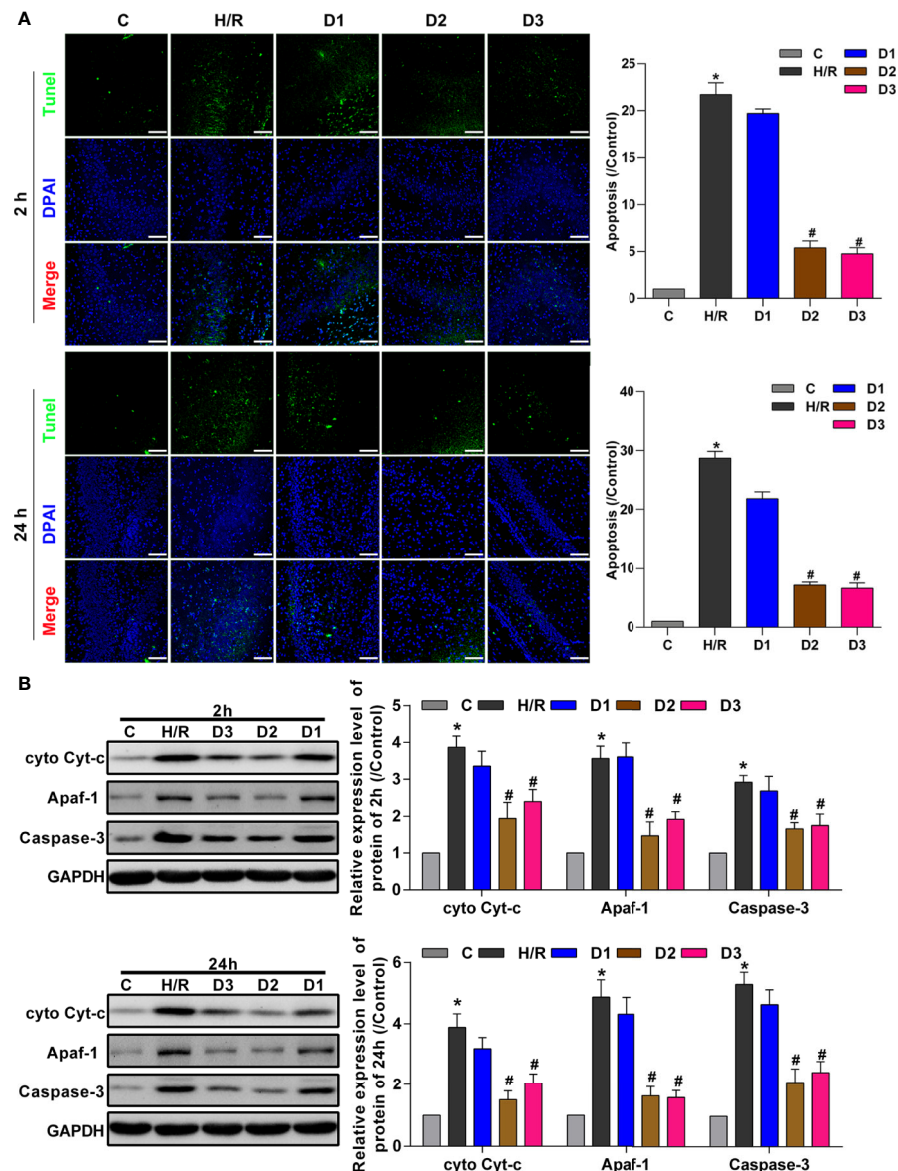 A
C H/R D1 D2 D3
2 h
Tunel
DPAI
Merge
24 h
Tunel
DPAI
Merge
C D1
H/R D2
D3
Apoptosis (/Control)
25
20
15
10
5
0
*
#
#
C H/R D1 D2 D3
C D1
H/R D2
D3
Apoptosis (/Control)
40
30
20
10
0
*
#
#
C H/R D1 D2 D3
B
2h
C H/R D3 D2 D1
cyto Cyt-c
Apaf-1
Caspase-3
GAPDH
C H/R D1 D2 D3
Relative expression level of
protein of 2h (/Control)
5
4
3
2
1
0
* # #
* # #
* # #
cyto Cyt-c Apaf-1 Caspase-3
24h
C H/R D3 D2 D1
cyto Cyt-c
Apaf-1
Caspase-3
GAPDH
C H/R D1 D2 D3
Relative expression level of
protein of 24h (/Control)
6
4
2
0
* # #
* # #
* # #
cyto Cyt-c Apaf-1 Caspase-3